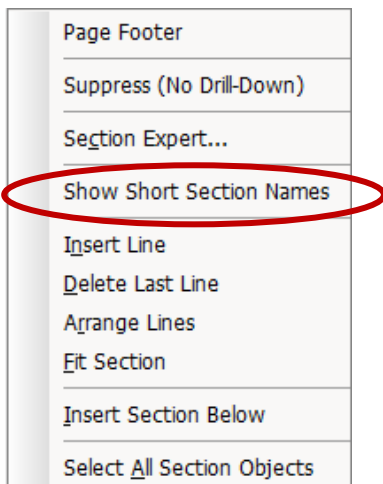 Page Footer
Suppress (No Drill-Down)
Section Expert...
Show Short Section Names
Insert Line
Delete Last Line
Arrange Lines
Fit Section
Insert Section Below
Select All Section Objects